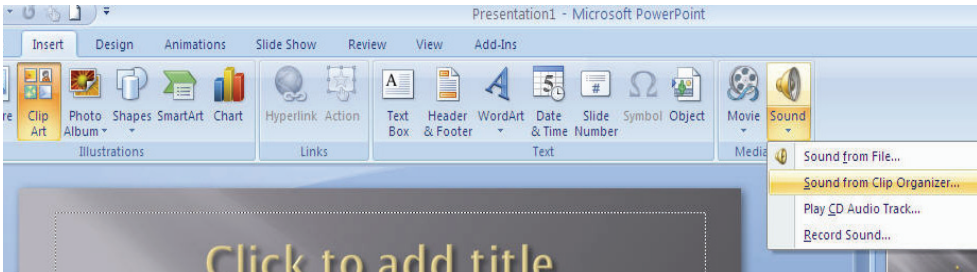 Presentation1 - Microsoft PowerPoint
Insert Design Animations Slide Show Review View Add-Ins
re Clip Art Photo Album Shapes SmartArt Chart Hyperlink Action Text Box Header & Footer WordArt Date & Time Slide Number Symbol Object Movie Sound
Illustrations Links Text Media
Sound from File...
Sound from Clip Organizer...
Play CD Audio Track...
Record Sound...
Click to add title